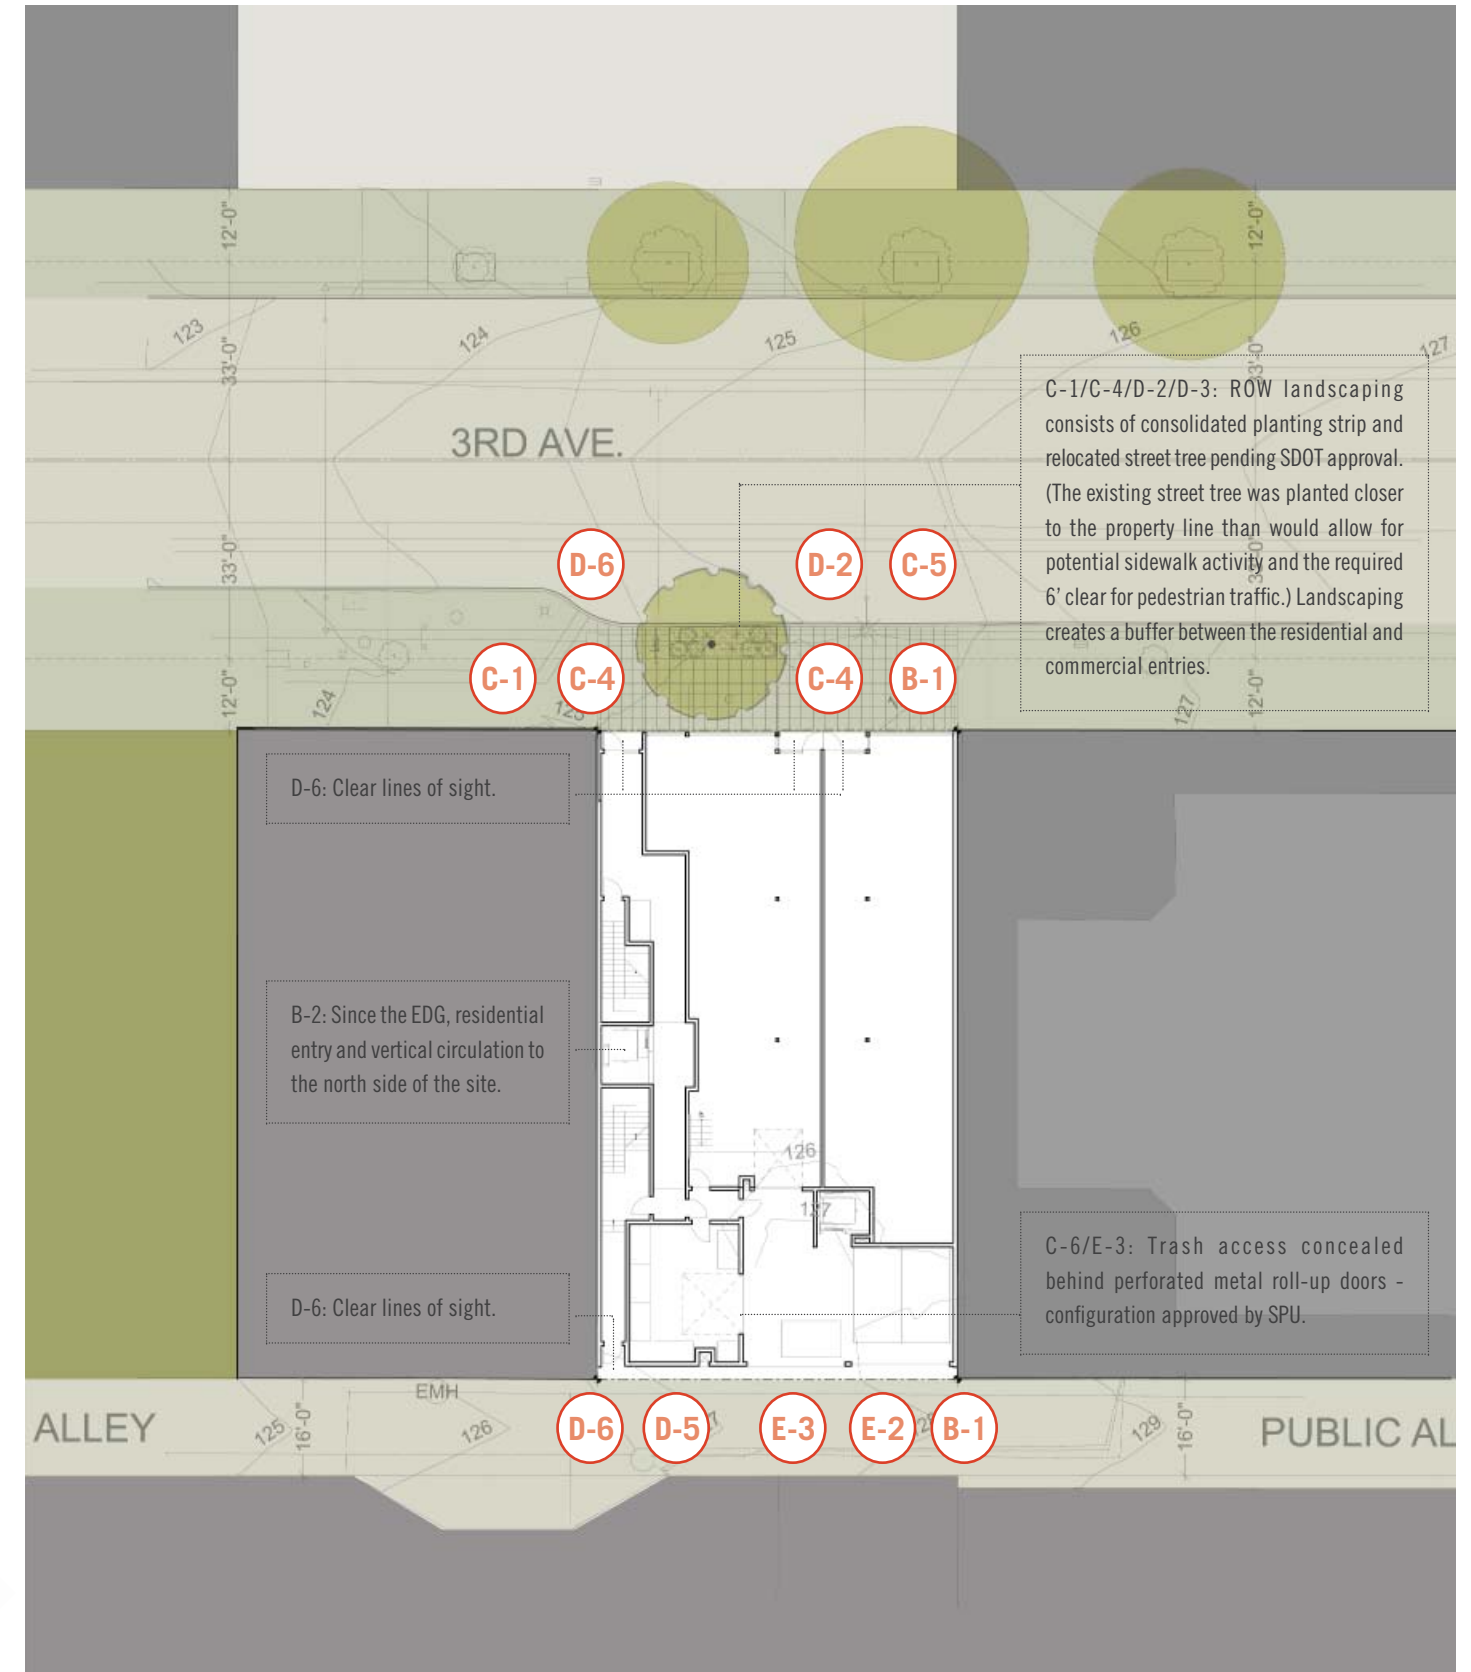 12'-0"
12'-0"
123
124
125
126
127
33'-0"
33'-0"
C-1/C-4/D-2/D-3: ROW landscaping
consists of consolidated planting strip and
relocated street tree pending SDOT approval.
(The existing street tree was planted closer
to the property line than would allow for
potential sidewalk activity and the required
6' clear for pedestrian traffic.) Landscaping
creates a buffer between the residential and
commercial entries.
3RD AVE.
33'-0"
33'-0"
D-6
D-2
C-5
C-1
C-4
C-4
B-1
12'-0"
12'-0"
124
125
127
D-6: Clear lines of sight.
B-2: Since the EDG, residential
entry and vertical circulation to
the north side of the site.
126
127
C-6/E-3: Trash access concealed
behind perforated metal roll-up doors -
configuration approved by SPU.
D-6: Clear lines of sight.
EMH
ALLEY
125
16'-0"
126
D-6
D-5
E-3
E-2
B-1
129
16'-0"
PUBLIC AL